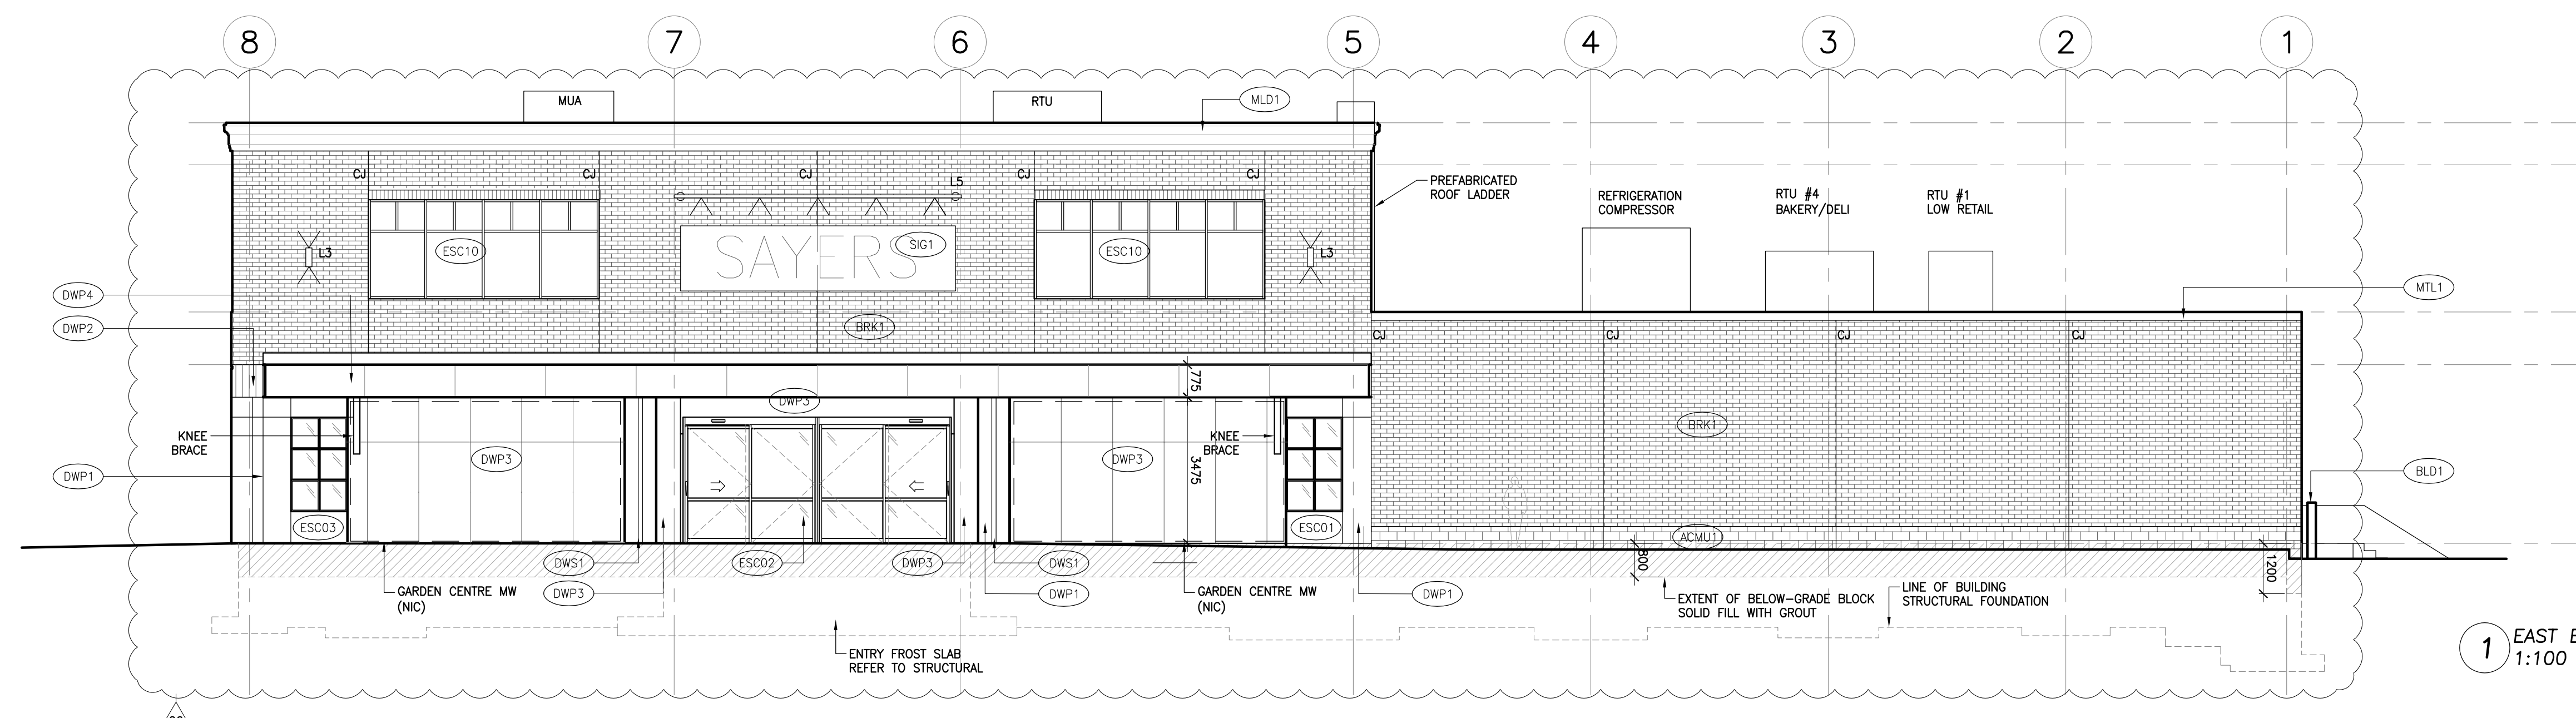 8
7
6
5
4
3
2
1
MUA
RTU
MLD1
CJ
CJ
CJ
CJ
CJ
L5
PREFABRICATED
ROOF LADDER
REFRIGERATION
COMPRESSOR
RTU #4
BAKERY/DELI
RTU #1
LOW RETAIL
L3
ESC10
SAYERS
SIG1
ESC10
L3
DWP4
MTL1
DWP2
BRK1
CJ
CJ
CJ
CJ
775
DWP3
KNEE
BRACE
DWP3
DWP3
KNEE
BRACE
3475
BRK1
DWP1
BLD1
ESC03
ESC01
ACMU1
DWS1
ESC02
DWP3
DWS1
800
1200
GARDEN CENTRE MW
(NIC)
DWP3
DWP1
GARDEN CENTRE MW
(NIC)
DWP1
EXTENT OF BELOW-GRADE BLOCK
SOLID FILL WITH GROUT
LINE OF BUILDING
STRUCTURAL FOUNDATION
ENTRY FROST SLAB
REFER TO STRUCTURAL
1
EAST
1:100